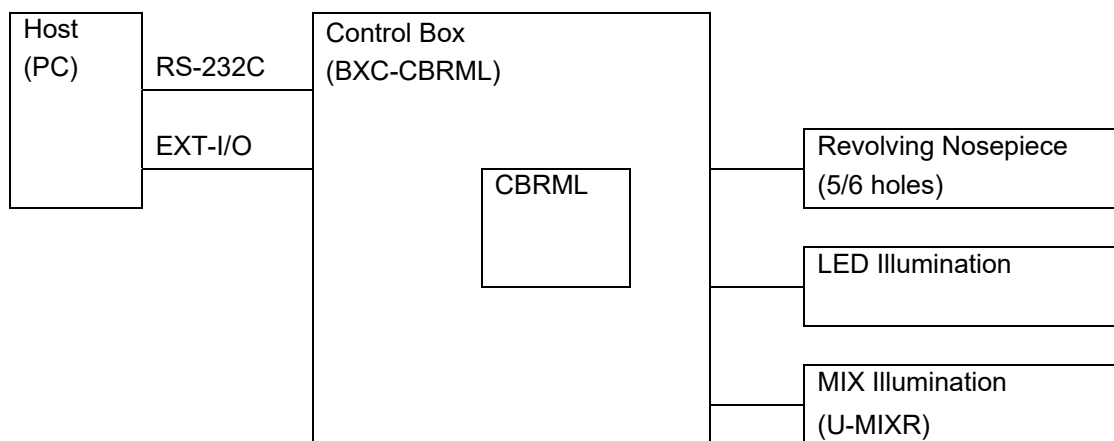 Host
(PC)
RS-232C
EXT-I/O
Control Box
(BXC-CBRML)
CBRML
Revolving Nosepiece
(5/6 holes)
LED Illumination
MIX Illumination
(U-MIXR)